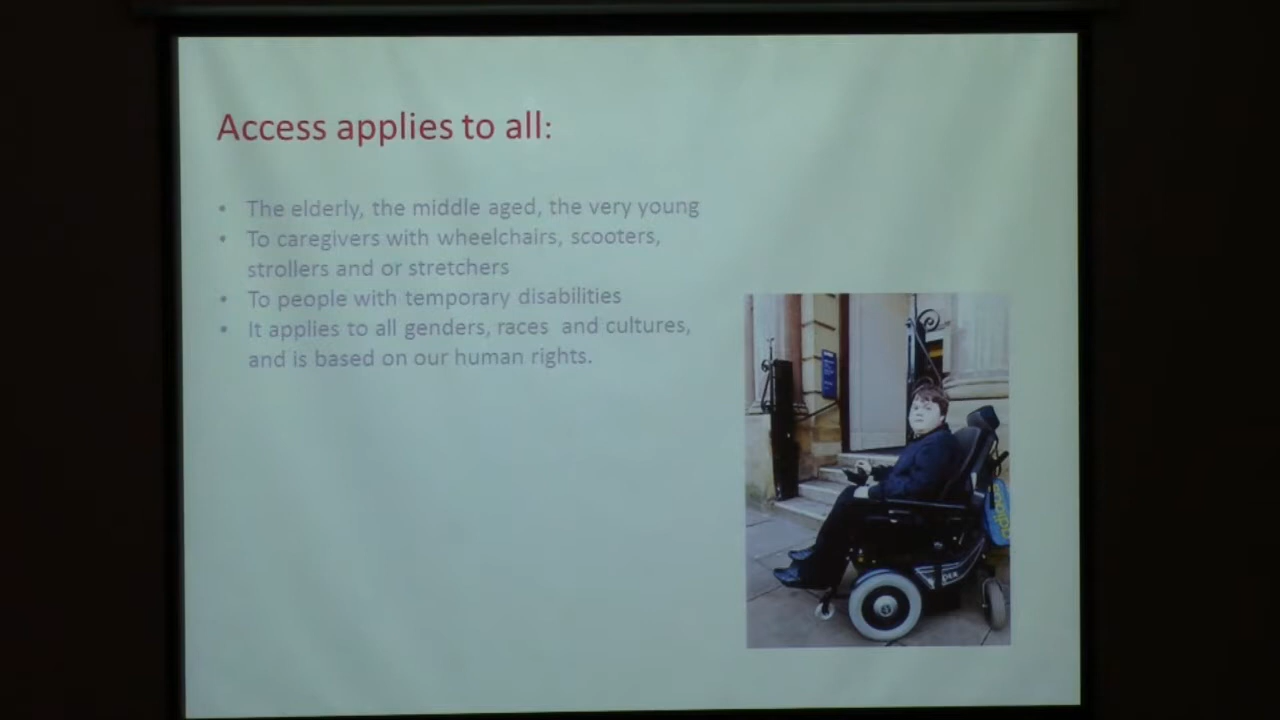 Access applies to all:
• The elderly, the middle aged, the very young
• To caregivers with wheelchairs, scooters,
strollers and or stretchers
• To people with temporary disabilities
• It applies to all genders, races  and cultures,
and is based on our human rights.